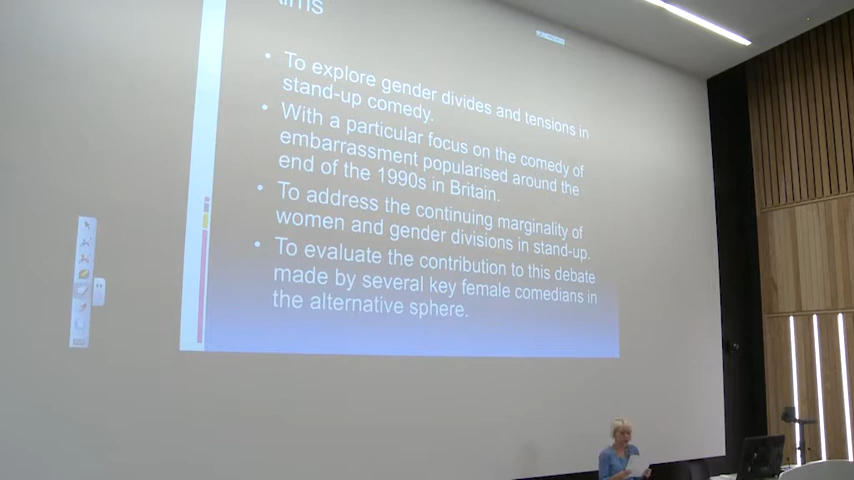 Aims
• To explore gender divides and tensions in
stand-up comedy.
• With a particular focus on the comedy of
embarrassment popularised around the
end of the 1990s in Britain.
• To address the continuing marginality of
women and gender divisions in stand-up.
• To evaluate the contribution to this debate
made by several key female comedians in
the alternative sphere.